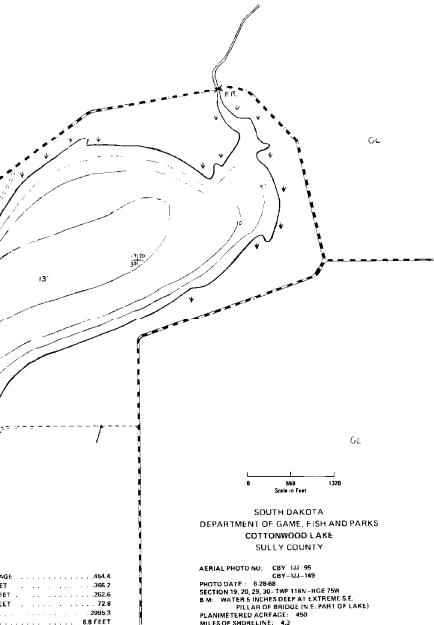 GL
5'
10'
17 20
13'
GL
0 660 1320
Scale in Feet
SOUTH DAKOTA
DEPARTMENT OF GAME, FISH AND PARKS
COTTONWOOD LAKE
SULLY COUNTY
AERIAL PHOTO NO: CBY-1JJ-95
CBY-1JJ-149
PHOTO DATE: 6-28-68
SECTION 19, 20, 29, 30-TWP 116N-RGE 75W
B M: WATER 5 INCHES DEEP AT EXTREME S.E.
PILLAR OF BRIDGE (N.E. PART OF LAKE)
PLANIMETERED ACREAGE: 450
MILES OF SHORELINE: 4.3
AGE 454.4
ET 366.2
FEET 262.6
EET 72.8
3995.3
8.8 FEET